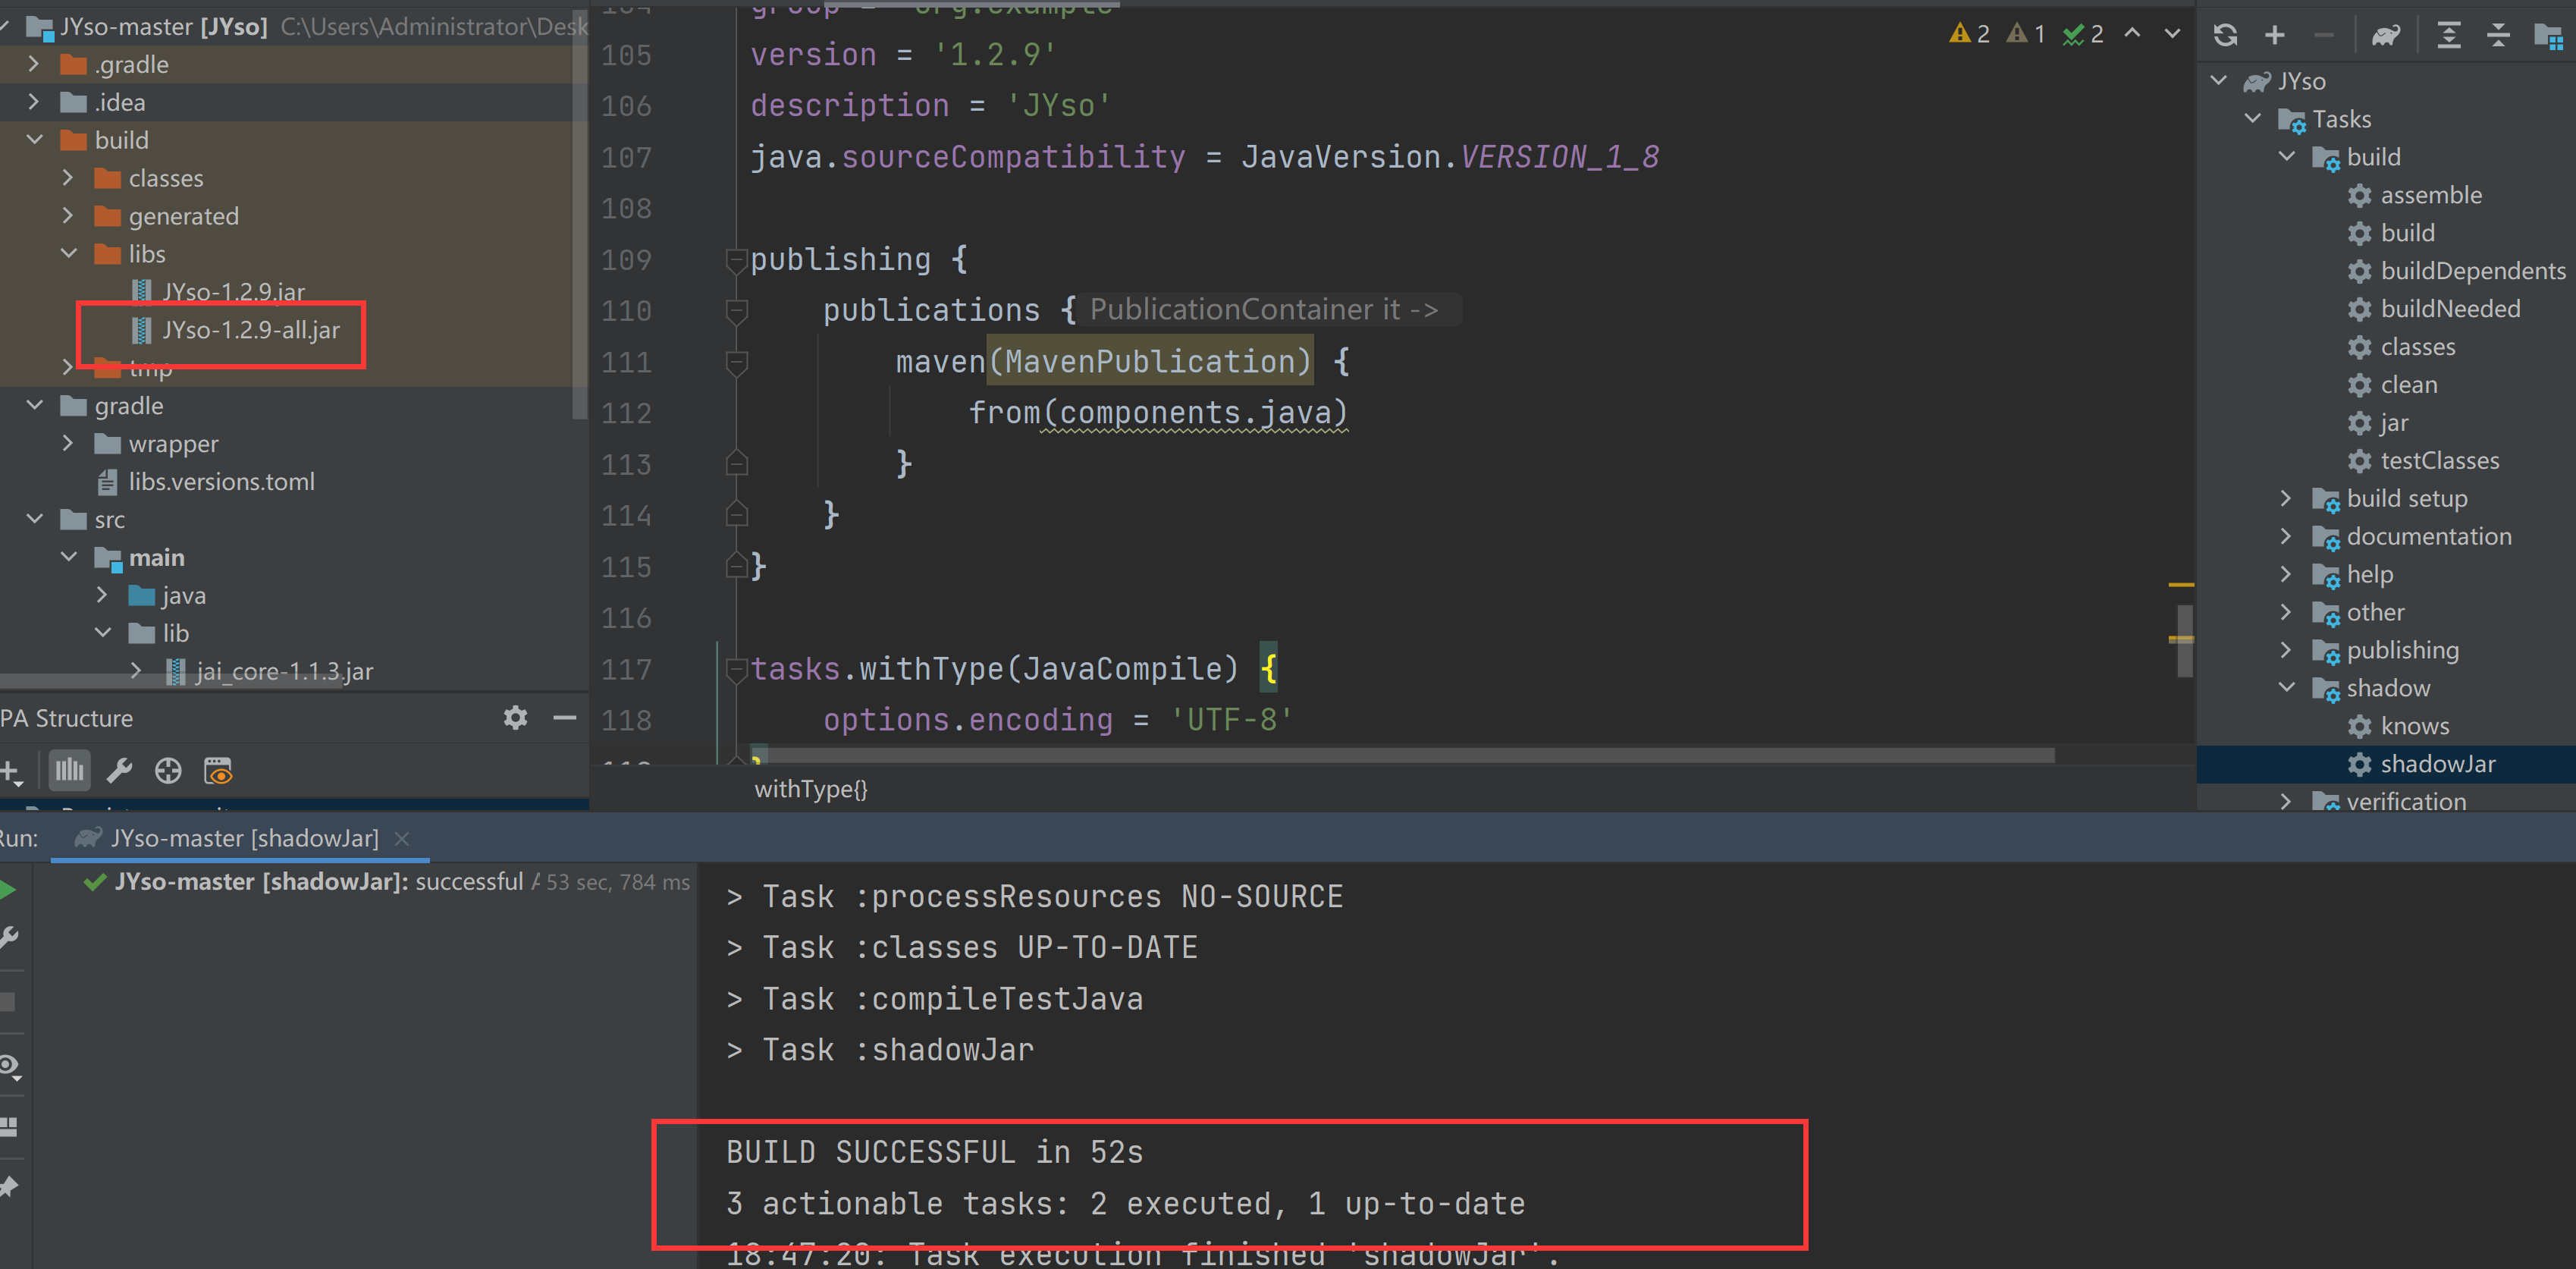 JYso-master [JYso] C:\Users\Administrator\Desk
.gradle
.idea
build
classes
generated
libs
JYso-1.2.9.jar
JYso-1.2.9-all.jar
tmp
gradle
wrapper
libs.versions.toml
src
main
java
lib
jai_core-1.1.3.jar
PA Structure
104 group = 'org.example'
105 version = '1.2.9'
106 description = 'JYso'
107 java.sourceCompatibility = JavaVersion.VERSION_1_8
108
109 publishing {
110 publications { PublicationContainer it ->
111 maven(MavenPublication) {
112 from(components.java)
113 }
114 }
115 }
116
117 tasks.withType(JavaCompile) {
118 options.encoding = 'UTF-8'
119 }
withType{}
2 1 2
JYso
Tasks
build
assemble
build
buildDependents
buildNeeded
classes
clean
jar
testClasses
build setup
documentation
help
other
publishing
shadow
knows
shadowJar
verification
Run: JYso-master [shadowJar]
JYso-master [shadowJar]: successful 53 sec, 784 ms
> Task :processResources NO-SOURCE
> Task :classes UP-TO-DATE
> Task :compileTestJava
> Task :shadowJar
BUILD SUCCESSFUL in 52s
3 actionable tasks: 2 executed, 1 up-to-date
18:47:20: Task execution finished 'shadowJar'.